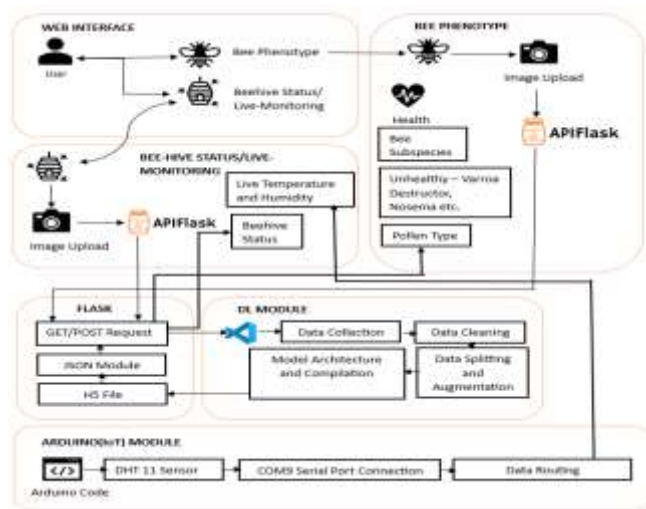 WEB INTERFACE
User
Bee Phenotype
Beehive Status/
Live-Monitoring
BEE PHENOTYPE
Image Upload
APIFlask
Health
Bee
Subspecies
Unhealthy – Varroa
Destructor,
Nosema etc.
Pollen Type
BEE-HIVE STATUS/LIVE-
MONITORING
Live Temperature
and Humidity
Image Upload
APIFlask
Beehive
Status
FLASK
GET/POST Request
JSON Module
H5 File
DL MODULE
Data Collection
Data Cleaning
Model Architecture
and Compilation
Data Splitting
and
Augmentation
ARDUINO(IoT) MODULE
Arduino Code
DHT 11 Sensor
COM9 Serial Port Connection
Data Routing